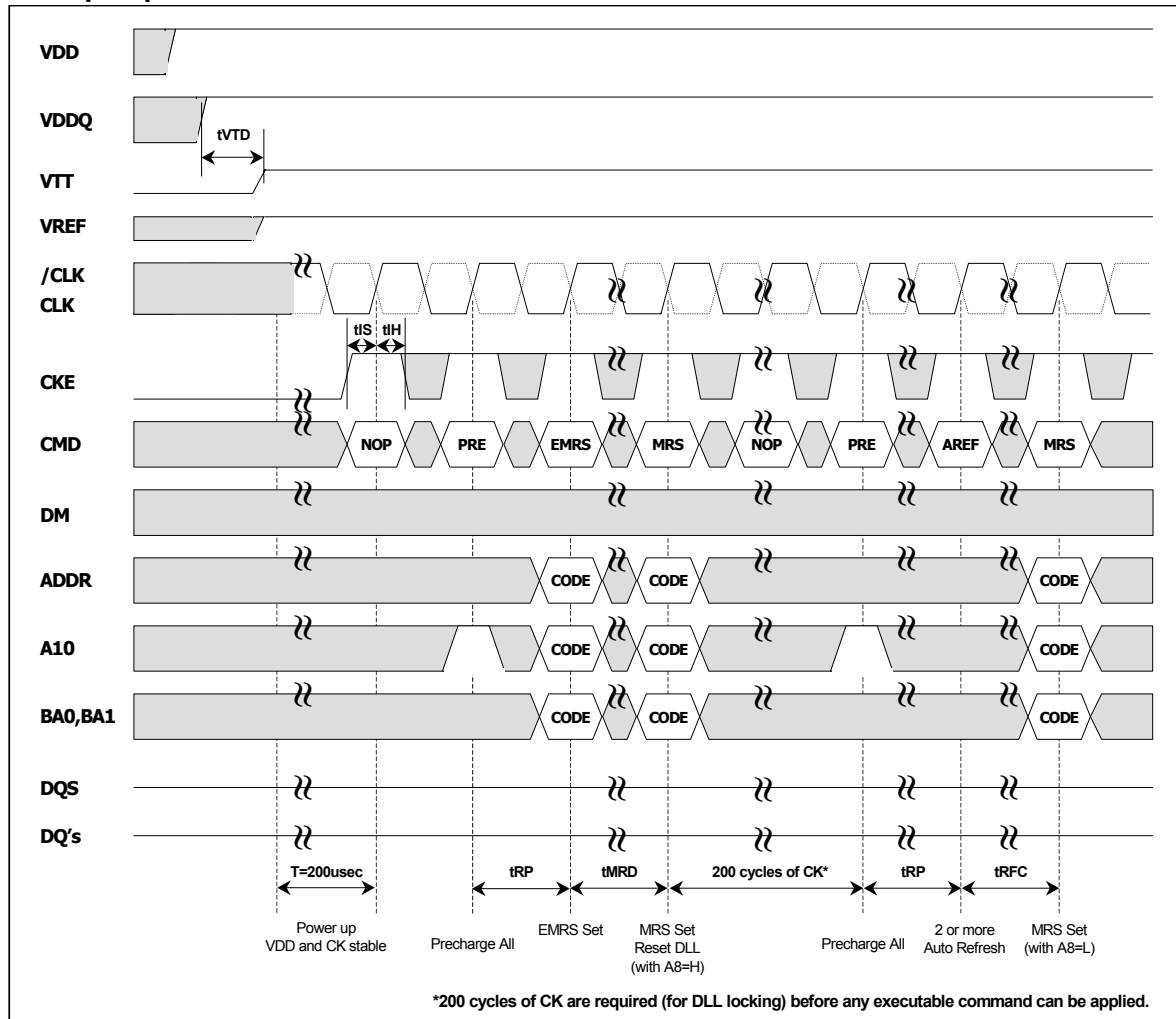 VDD
VDDQ
tVTD
VTT
VREF
/CLK
CLK
tIS tIH
CKE
CMD NOP PRE EMRS MRS NOP PRE AREF MRS
DM
ADDR CODE CODE CODE
A10 CODE CODE CODE
BA0,BA1 CODE CODE CODE
DQS
DQ's
T=200usec tRP tMRD 200 cycles of CK* tRP tRFC
Power up
VDD and CK stable
Precharge All
EMRS Set
MRS Set
Reset DLL
(with A8=H)
Precharge All
2 or more
Auto Refresh
MRS Set
(with A8=L)
*200 cycles of CK are required (for DLL locking) before any executable command can be applied.